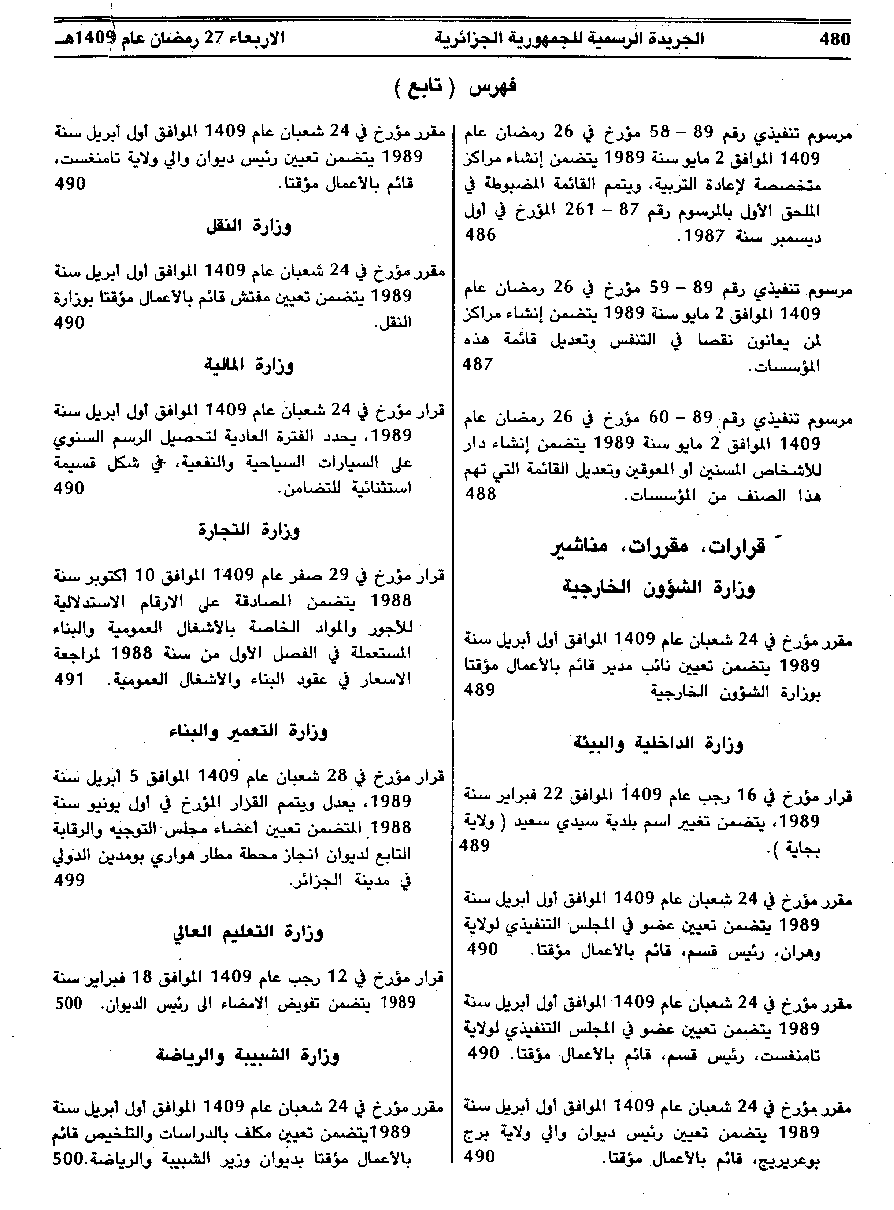 480 الجريدة الرسمية للجمهورية الجزائرية الاربعاء 27 رمضان عام 1409هـ
فهرس ( تابع )
مرسوم تنفيذي رقم 89 – 58 مؤرخ في 26 رمضان عام
1409 الموافق 2 مايو سنة 1989 يتضمن إنشاء مراكز
متخصصة لإعادة التربية، ويتمم القائمة المضبوطة في
الملحق الأول بالمرسوم رقم 87 – 261 المؤرخ في أول
ديسمبر سنة 1987. 486
مرسوم تنفيذي رقم 89 – 59 مؤرخ في 26 رمضان عام
1409 الموافق 2 مايو سنة 1989 يتضمن إنشاء مراكز
لمن يعانون نقصا في التنفس وتعديل قائمة هذه
المؤسسات. 487
مرسوم تنفيذي رقم 89 – 60 مؤرخ في 26 رمضان عام
1409 الموافق 2 مايو سنة 1989 يتضمن إنشاء دار
للأشخاص المسنين أو المعوقين وتعديل القائمة التي تهم
هذا الصنف من المؤسسات. 488
قرارات، مقررات، مناشير
وزارة الشؤون الخارجية
مقرر مؤرخ في 24 شعبان عام 1409 الموافق أول أبريل سنة
1989 يتضمن تعيين نائب مدير قائم بالأعمال مؤقتا
بوزارة الشؤون الخارجية 489
وزارة الداخلية والبيئة
قرار مؤرخ في 16 رجب عام 1409 الموافق 22 فبراير سنة
1989، يتضمن تغيير اسم بلدية سيدي سعيد ( ولاية
بجاية ). 489
مقرر مؤرخ في 24 شعبان عام 1409 الموافق أول أبريل سنة
1989 يتضمن تعيين عضو في المجلس التنفيذي لولاية
وهران، رئيس قسم، قائم بالأعمال مؤقتا. 490
مقرر مؤرخ في 24 شعبان عام 1409 الموافق أول أبريل سنة
1989 يتضمن تعيين عضو في المجلس التنفيذي لولاية
تامنغست، رئيس قسم، قائم بالأعمال مؤقتا. 490
مقرر مؤرخ في 24 شعبان عام 1409 الموافق أول أبريل سنة
1989 يتضمن تعيين رئيس ديوان والي ولاية برج
بوعريريج، قائم بالأعمال مؤقتا. 490
مقرر مؤرخ في 24 شعبان عام 1409 الموافق أول أبريل سنة
1989 يتضمن تعيين رئيس ديوان والي ولاية تامنغست،
قائم بالأعمال مؤقتا. 490
وزارة النقل
مقرر مؤرخ في 24 شعبان عام 1409 الموافق أول أبريل سنة
1989 يتضمن تعيين مفتش قائم بالأعمال مؤقتا بوزارة
النقل. 490
وزارة المالية
قرار مؤرخ في 24 شعبان عام 1409 الموافق أول أبريل سنة
1989، يحدد الفترة العادية لتحصيل الرسم السنوي
على السيارات السياحية والنفعية، في شكل قسيمة
استثنائية للتضامن. 490
وزارة التجارة
قرار مؤرخ في 29 صفر عام 1409 الموافق 10 أكتوبر سنة
1988 يتضمن المصادقة على الارقام الاستدلالية
للأجور والمواد الخاصة بالأشغال العمومية والبناء
المستعملة في الفصل الأول من سنة 1988 لمراجعة
الاسعار في عقود البناء والأشغال العمومية. 491
وزارة التعمير والبناء
قرار مؤرخ في 28 شعبان عام 1409 الموافق 5 أبريل سنة
1989، يعدل ويتمم القرار المؤرخ في أول يونيو سنة
1988 المتضمن تعيين أعضاء مجلس التوجيه والرقابة
التابع لديوان انجاز محطة مطار هواري بومدين الدولي
في مدينة الجزائر. 499
وزارة التعليم العالي
قرار مؤرخ في 12 رجب عام 1409 الموافق 18 فبراير سنة
1989 يتضمن تفويض الامضاء الى رئيس الديوان. 500
وزارة الشبيبة والرياضة
مقرر مؤرخ في 24 شعبان عام 1409 الموافق أول أبريل سنة
1989يتضمن تعيين مكلف بالدراسات والتلخيص قائم
بالأعمال مؤقتا بديوان وزير الشبيبة والرياضة.500